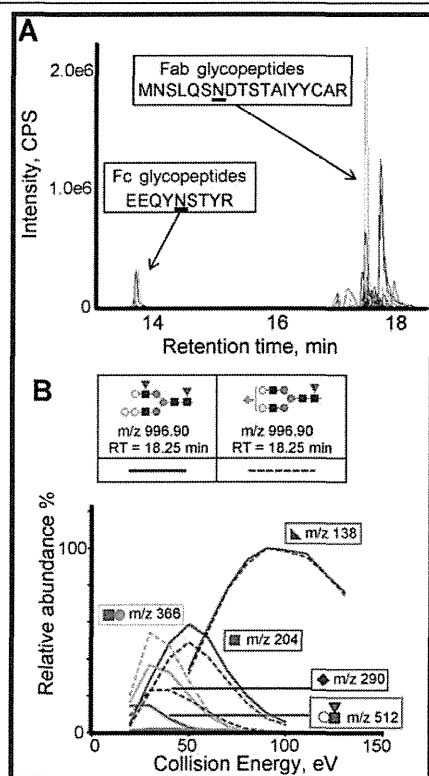 A
Intensity, CPS
2.0e6
1.0e6
0
Fab glycopeptides
MNSLQSNDTSTAIYYCAR
Fc glycopeptides
EEQYNSTYR
14
16
18
Retention time, min
B
m/z 996.90
RT = 18.25 min
m/z 996.90
RT = 18.25 min
Relative abundance %
100
0
m/z 138
m/z 366
m/z 204
m/z 290
m/z 512
0
50
100
150
Collision Energy, eV